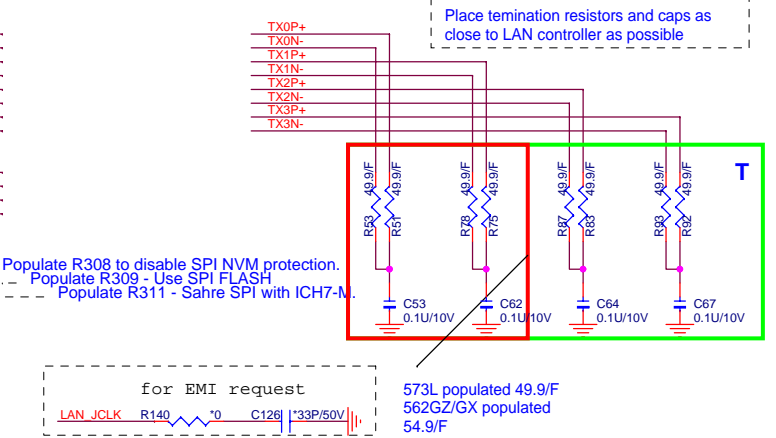 Place temination resistors and caps as
close to LAN controller as possible
TX0P+
TX0N-
TX1P+
TX1N-
TX2P+
TX2N-
TX3P+
TX3N-
T
49.9/F
49.9/F
49.9/F
49.9/F
49.9/F
49.9/F
49.9/F
49.9/F
R53
R51
R78
R75
R87
R83
R93
R92
Populate R308 to disable SPI NVM protection.
Populate R309 - Use SPI FLASH
Populate R311 - Sahre SPI with ICH7-M.
C53
0.1U/10V
C62
0.1U/10V
C64
0.1U/10V
C67
0.1U/10V
for EMI request
LAN_JCLK R140 *0 C126 *33P/50V
573L populated 49.9/F
562GZ/GX populated
54.9/F